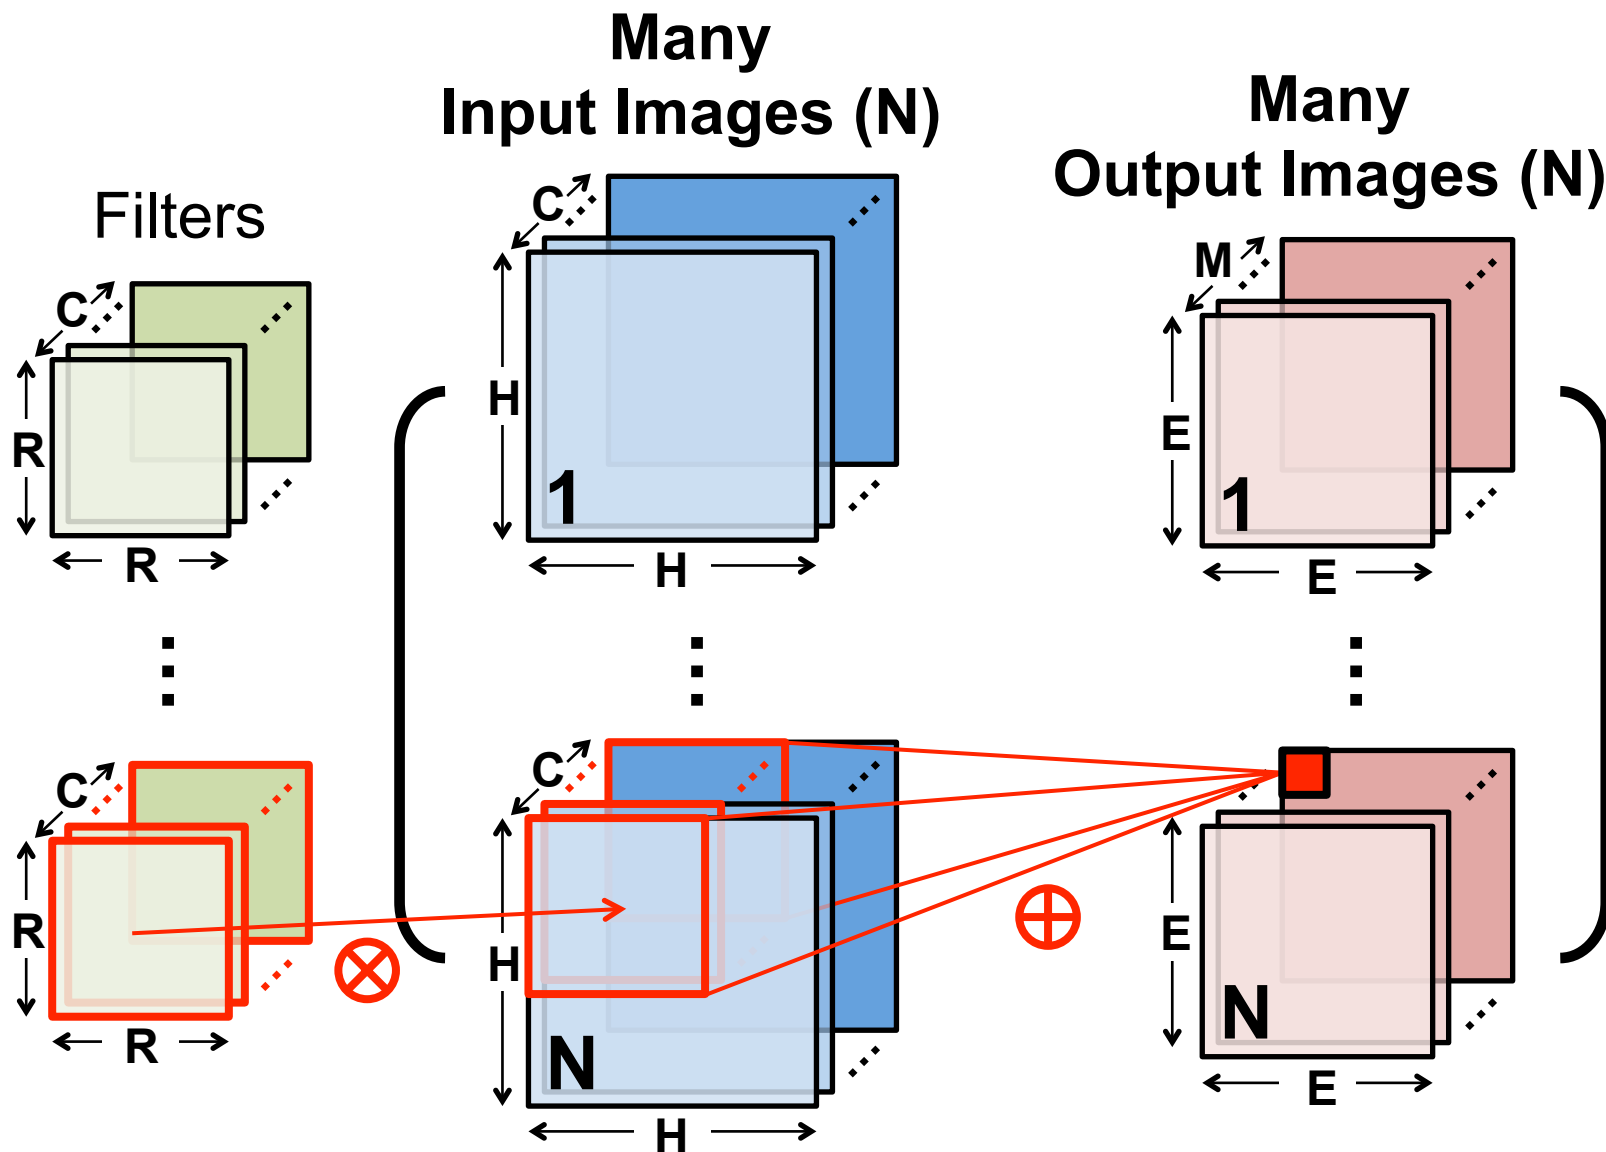 Many
Input Images (N)
Many
Output Images (N)
Filters
C
R
R
C
H
1
H
M
E
1
E
C
R
R
C
H
N
H
E
N
E